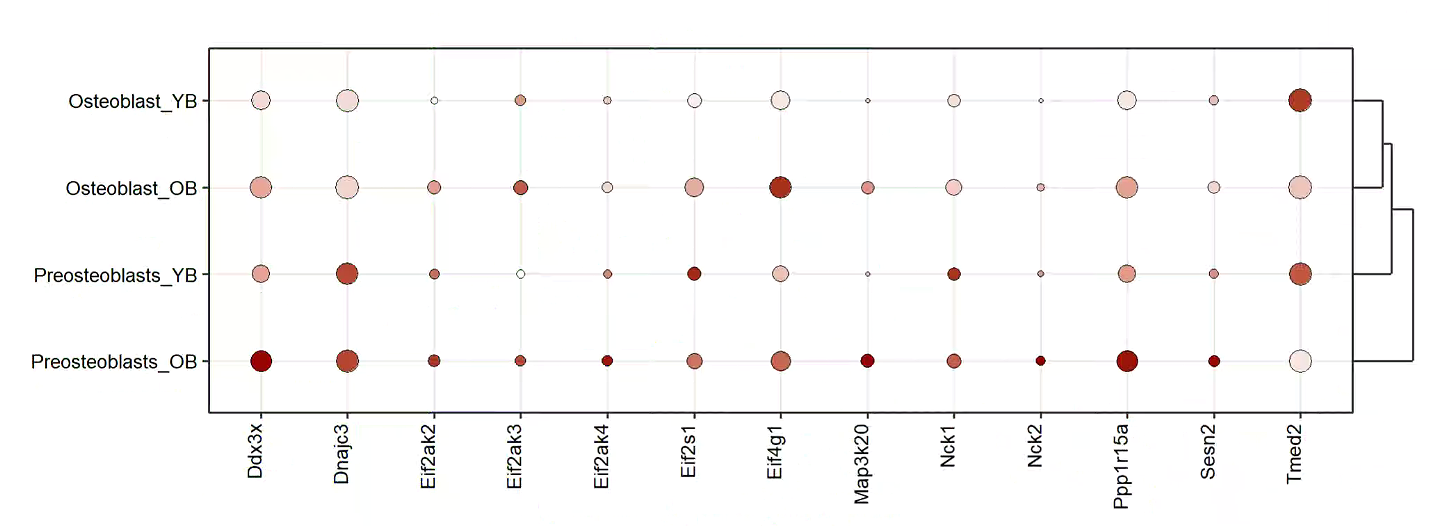 Osteoblast_YB
Osteoblast_OB
Preosteoblasts_YB
Preosteoblasts_OB
Ddx3x
Dnajc3
Eif2ak2
Eif2ak3
Eif2ak4
Eif2s1
Eif4g1
Map3k20
Nck1
Nck2
Ppp1r15a
Sesn2
Tmed2